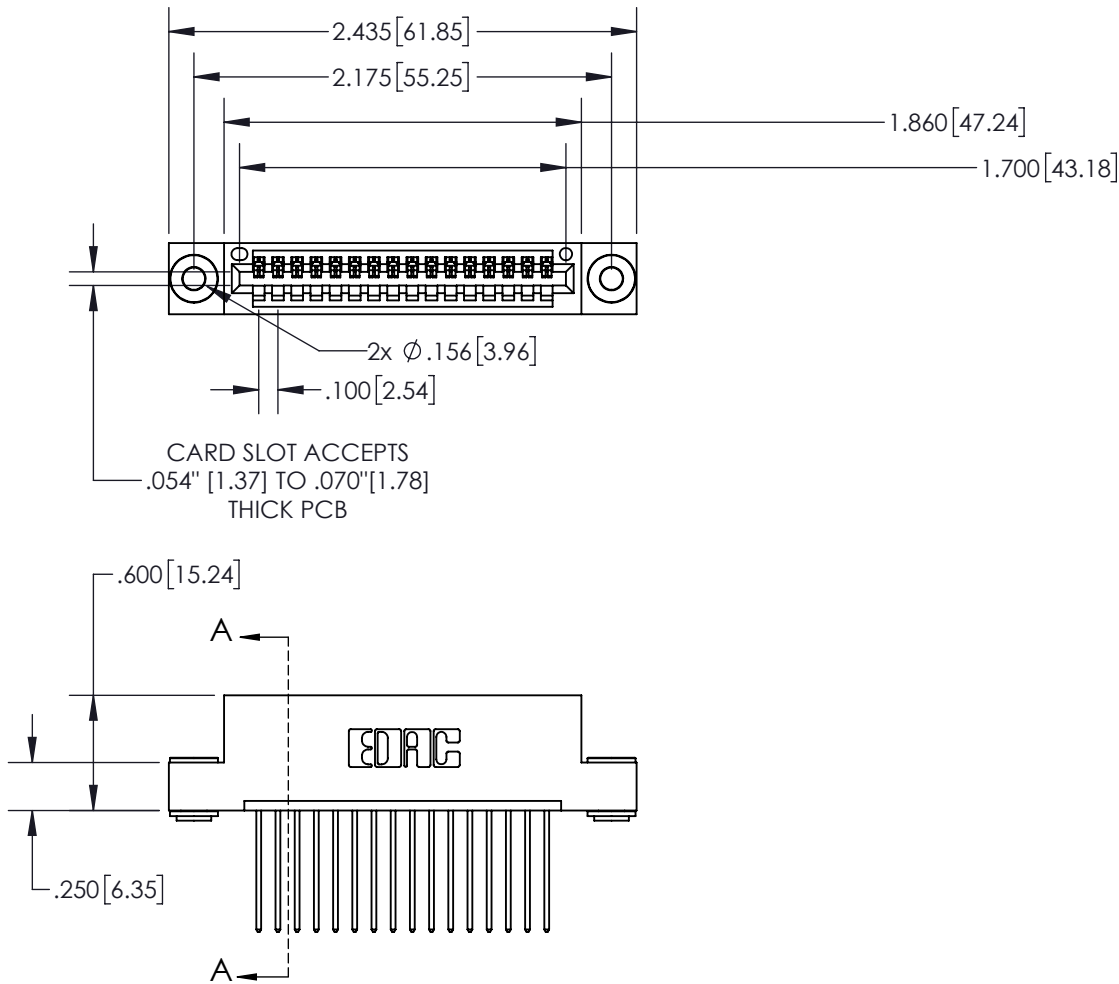 2.435[61.85]
2.175[55.25]
1.860[47.24]
1.700[43.18]
2x Ø.156[3.96]
.100[2.54]
CARD SLOT ACCEPTS
.054" [1.37] TO .070"[1.78]
THICK PCB
.600[15.24]
A
EDAC
.250[6.35]
A